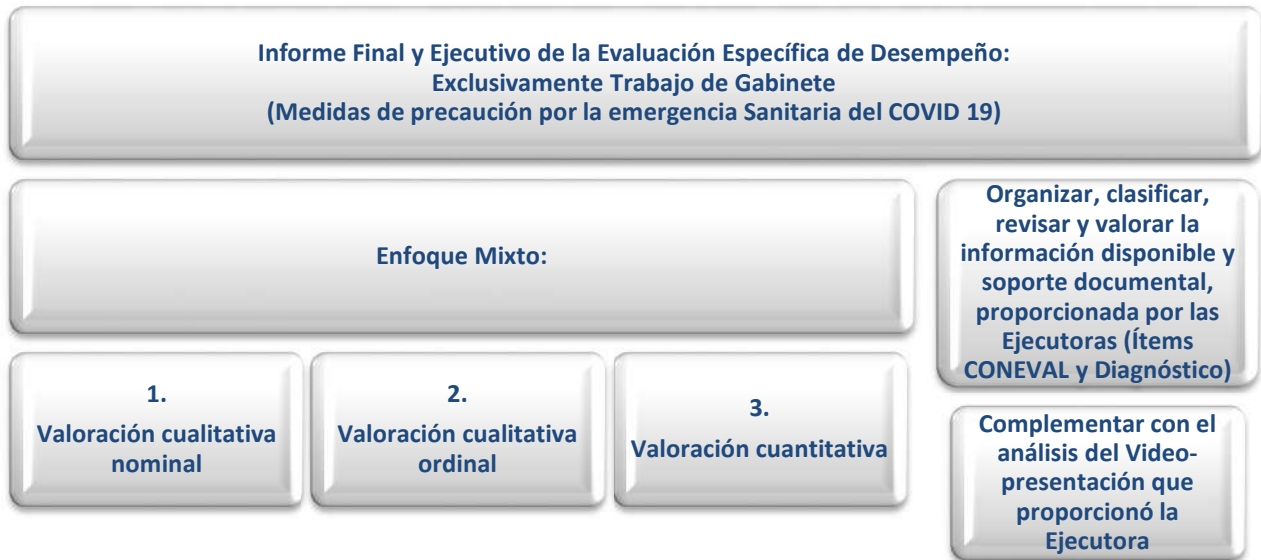 Informe Final y Ejecutivo de la Evaluación Específica de Desempeño:
Exclusivamente Trabajo de Gabinete
(Medidas de precaución por la emergencia Sanitaria del COVID 19)
Enfoque Mixto:
1.
Valoración cualitativa
nominal
2.
Valoración cualitativa
ordinal
3.
Valoración cuantitativa
Organizar, clasificar,
revisar y valorar la
información disponible y
soporte documental,
proporcionada por las
Ejecutoras (Ítems
CONEVAL y Diagnóstico)
Complementar con el
análisis del Video-
presentación que
proporcionó la
Ejecutora